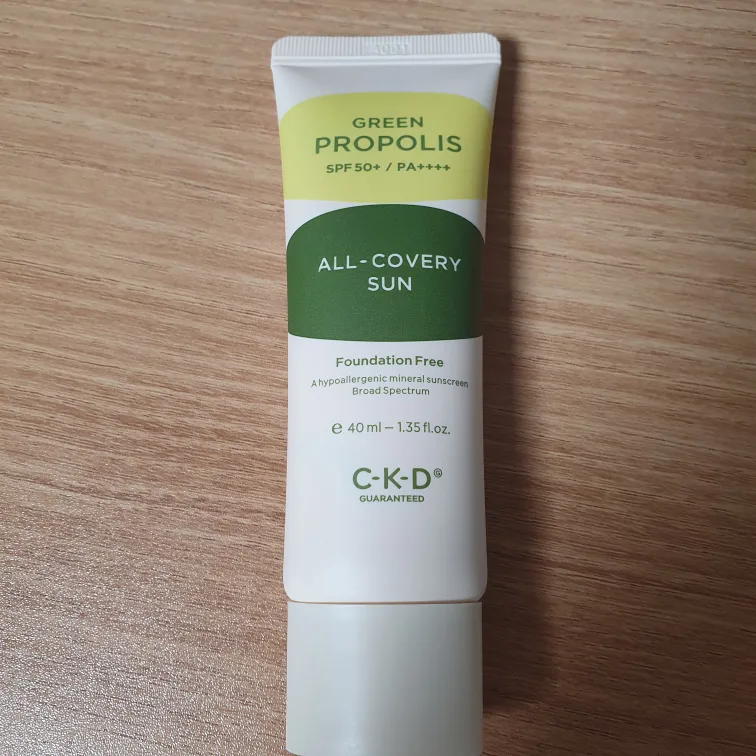 GREEN
PROPOLIS
SPF 50+ / PA++++
ALL-COVERY
SUN
Foundation Free
A hypoallergenic mineral sunscreen
Broad Spectrum
℮ 40 ml – 1.35 fl.oz.
C-K-D®
GUARANTEED